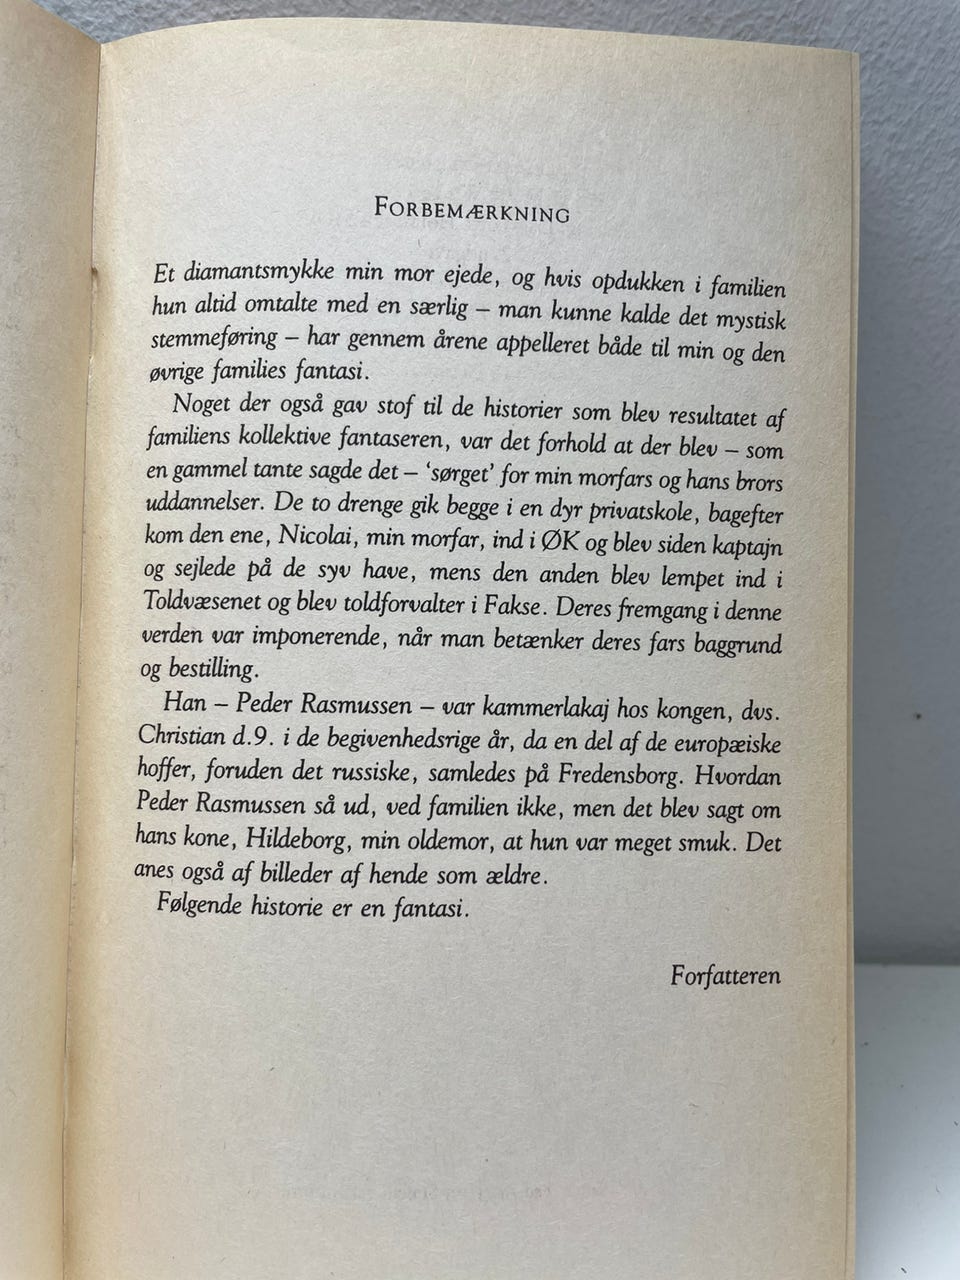 FORBEMÆRKNING
Et diamantsmykke min mor ejede, og hvis opdukken i familien
hun altid omtalte med en særlig – man kunne kalde det mystisk
stemmeføring – har gennem årene appelleret både til min og den
øvrige families fantasi.
Noget der også gav stof til de historier som blev resultatet af
familiens kollektive fantaseren, var det forhold at der blev – som
en gammel tante sagde det – ‘sørget’ for min morfars og hans brors
uddannelser. De to drenge gik begge i en dyr privatskole, bagefter
kom den ene, Nicolai, min morfar, ind i ØK og blev siden kaptajn
og sejlede på de syv have, mens den anden blev lempet ind i
Toldvæsenet og blev toldforvalter i Fakse. Deres fremgang i denne
verden var imponerende, når man betænker deres fars baggrund
og bestilling.
Han – Peder Rasmussen – var kammerlakaj hos kongen, dvs.
Christian d.9. i de begivenhedsrige år, da en del af de europæiske
hoffer, foruden det russiske, samledes på Fredensborg. Hvordan
Peder Rasmussen så ud, ved familien ikke, men det blev sagt om
hans kone, Hildeborg, min oldemor, at hun var meget smuk. Det
anes også af billeder af hende som ældre.
Følgende historie er en fantasi.
Forfatteren